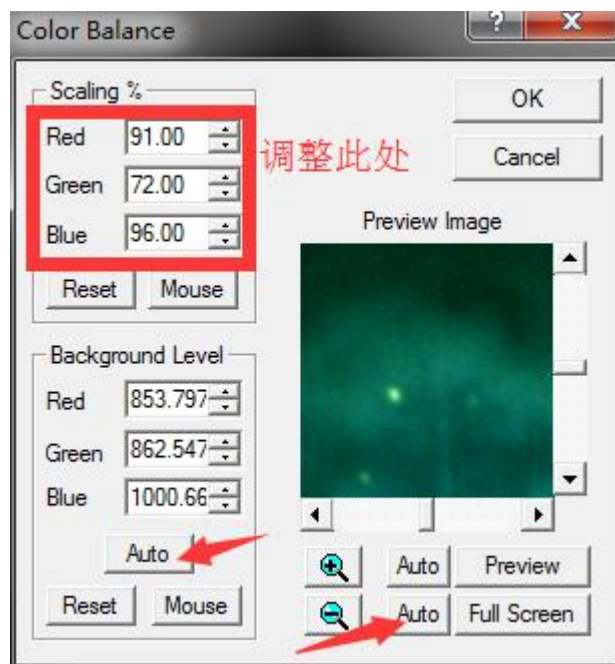 Color Balance
Scaling %
Red 91.00
Green 72.00
Blue 96.00
调整此处
Reset Mouse
OK
Cancel
Preview Image
Background Level
Red 853.797
Green 862.547
Blue 1000.66
Auto
Reset Mouse
Auto Preview
Auto Full Screen